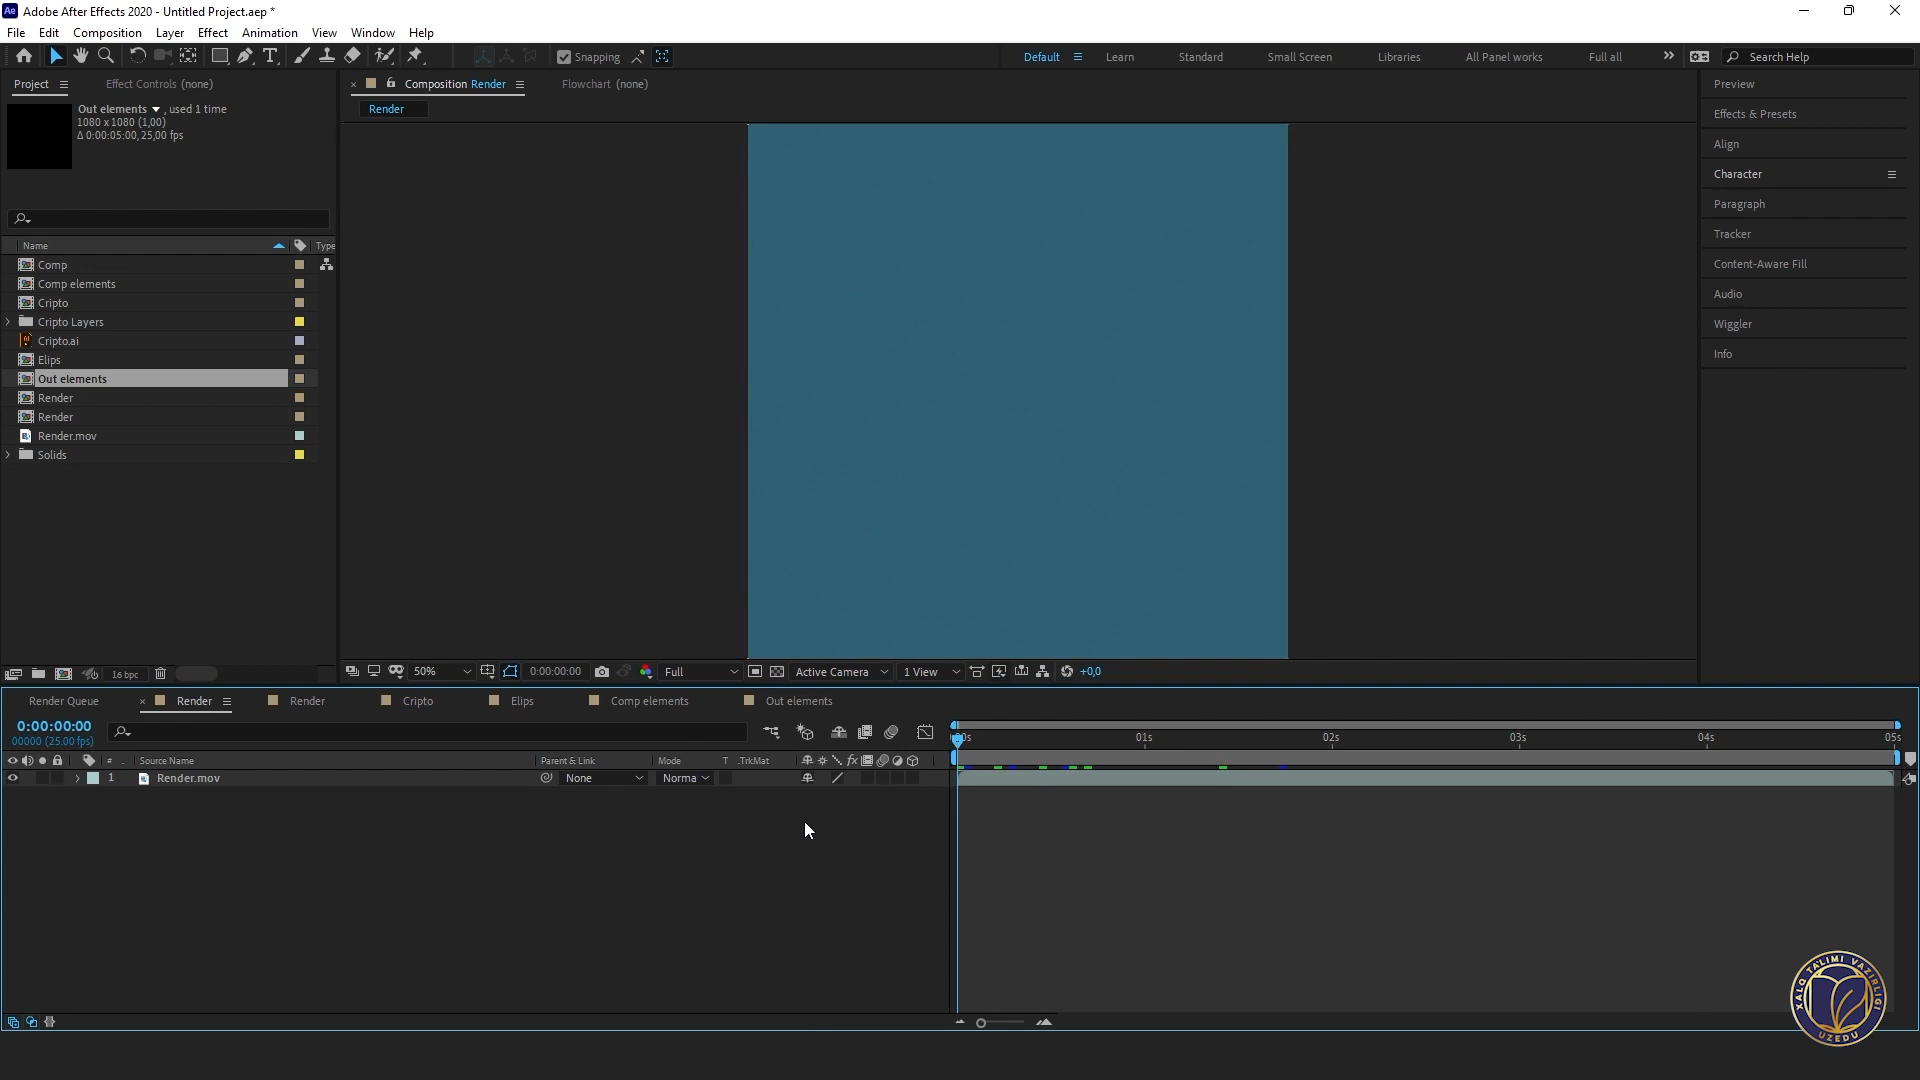 Adobe After Effects 2020 - Untitled Project.aep *
File Edit Composition Layer Effect Animation View Window Help
Snapping
Default Learn Standard Small Screen Libraries All Panel works Full all Search Help
Project Effect Controls (none)
Composition Render Flowchart (none)
Preview
Out elements , used 1 time
1080 x 1080 (1,00)
Δ 0:00:05:00, 25,00 fps
Render
Effects & Presets
Align
Character
Paragraph
Tracker
Content-Aware Fill
Audio
Wiggler
Info
Name Type
Comp
Comp elements
Cripto
Cripto Layers
Cripto.ai
Elips
Out elements
Render
Render
Render.mov
Solids
16 bpc
50% 0:00:00:00 Full Active Camera 1 View +0,0
Render Queue Render Render Cripto Elips Comp elements Out elements
0:00:00:00
00000 (25.00 fps)
01s 02s 03s 04s 05s
# Source Name Parent & Link Mode T .TrkMat
1 Render.mov None Norma
XALQ TA'LIMI VAZIRLIGI
UZEDU